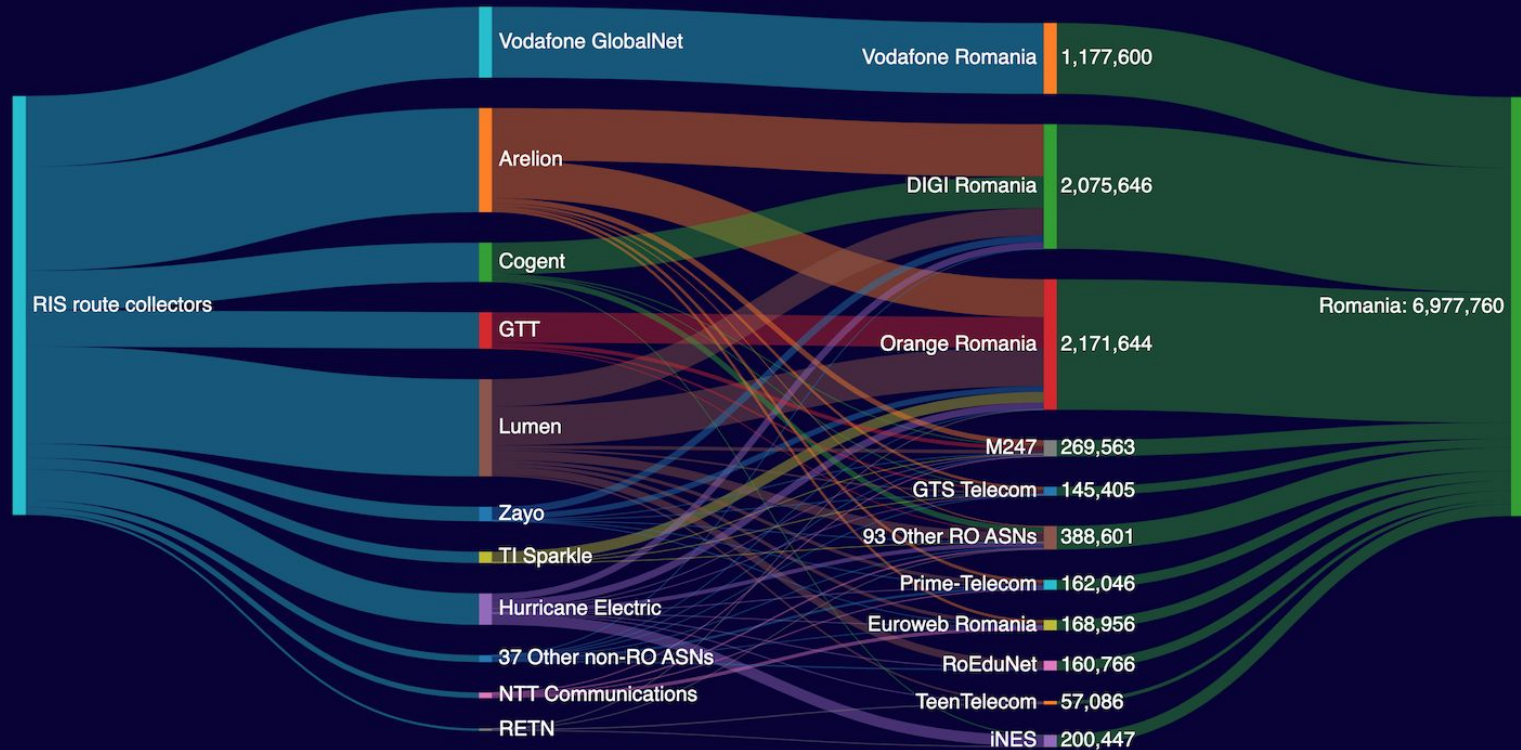 RIS route collectors
Vodafone GlobalNet
Arelion
Cogent
GTT
Lumen
Zayo
TI Sparkle
Hurricane Electric
37 Other non-RO ASNs
NTT Communications
RETN
Vodafone Romania 1,177,600
DIGI Romania 2,075,646
Orange Romania 2,171,644
M247 269,563
GTS Telecom 145,405
93 Other RO ASNs 388,601
Prime-Telecom 162,046
Euroweb Romania 168,956
RoEduNet 160,766
TeenTelecom 57,086
iNES 200,447
Romania: 6,977,760